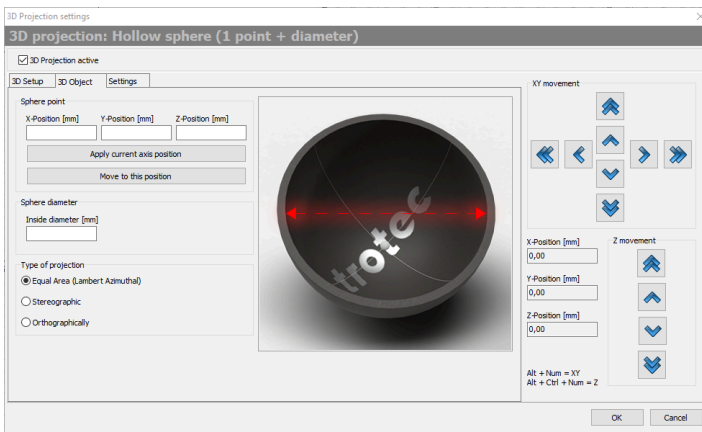 3D Projection settings
3D projection: Hollow sphere (1 point + diameter)
3D Projection active
3D Setup 3D Object Settings
Sphere point
X-Position [mm] Y-Position [mm] Z-Position [mm]
Apply current axis position
Move to this position
Sphere diameter
Inside diameter [mm]
Type of projection
Equal Area (Lambert Azimuthal)
Stereographic
Orthographically
trotec
XY movement
X-Position [mm]
0,00
Y-Position [mm]
0,00
Z-Position [mm]
0,00
Z movement
Alt + Num = XY
Alt + Ctrl + Num = Z
OK Cancel